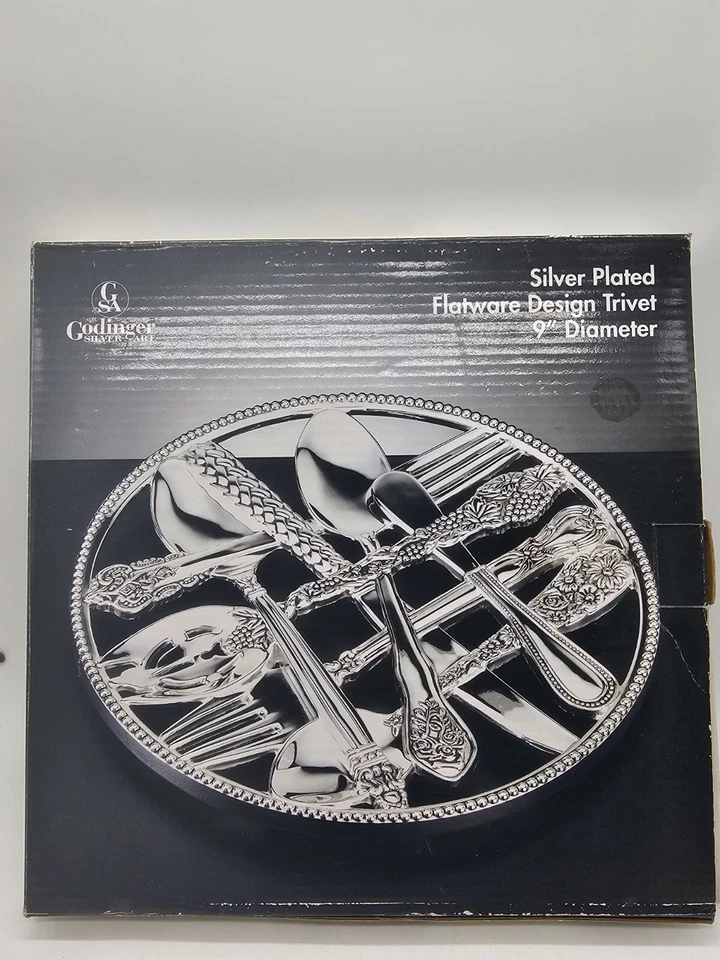 GSA
Godinger
SILVER ART
Silver Plated
Flatware Design Trivet
9" Diameter